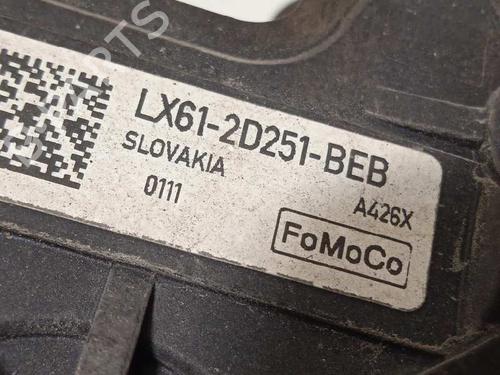 LX61-2D251-BEB
SLOVAKIA
0111
A426X
FoMoCo